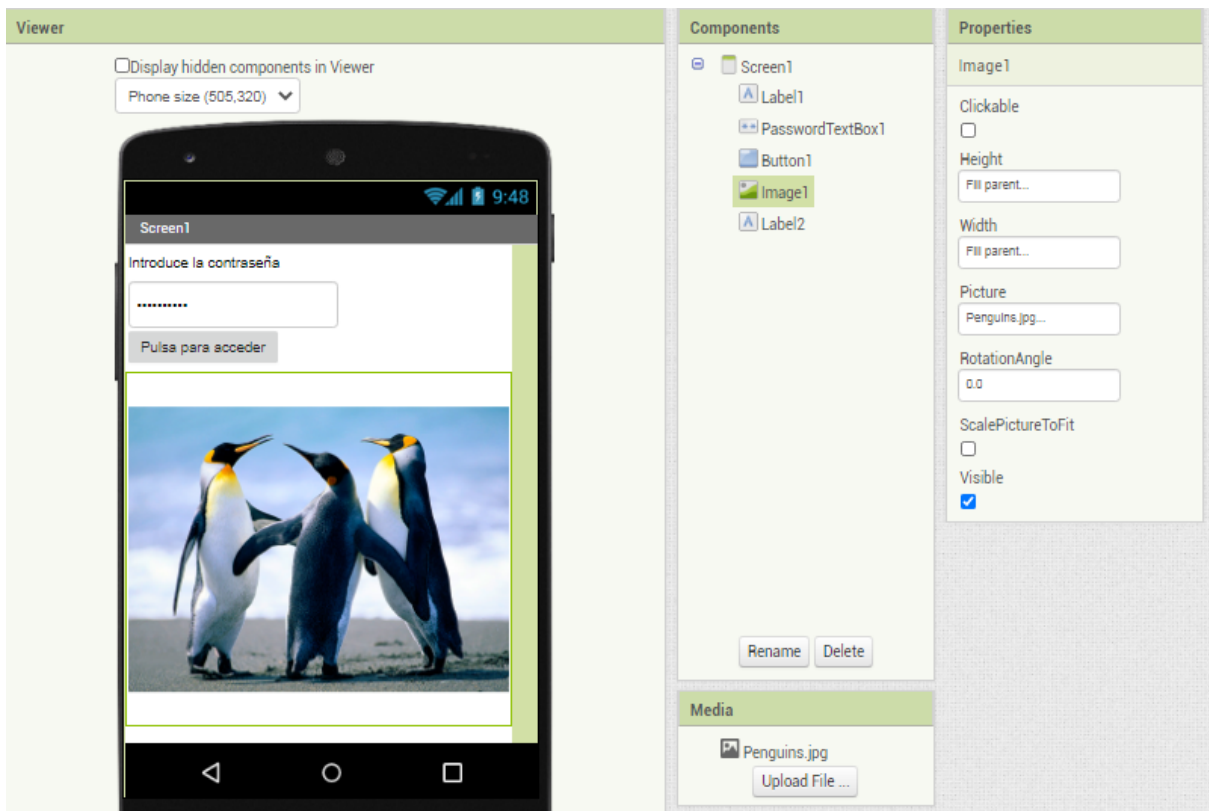 Viewer
Display hidden components in Viewer
Phone size (505,320)
9:48
Screen1
Introduce la contraseña
••••••••••
Pulsa para acceder
Components
Screen1
Label1
PasswordTextBox1
Button1
Image1
Label2
Rename Delete
Media
Penguins.jpg
Upload File ...
Properties
Image1
Clickable
Height
Fill parent...
Width
Fill parent...
Picture
Penguins.jpg...
RotationAngle
0.0
ScalePictureToFit
Visible